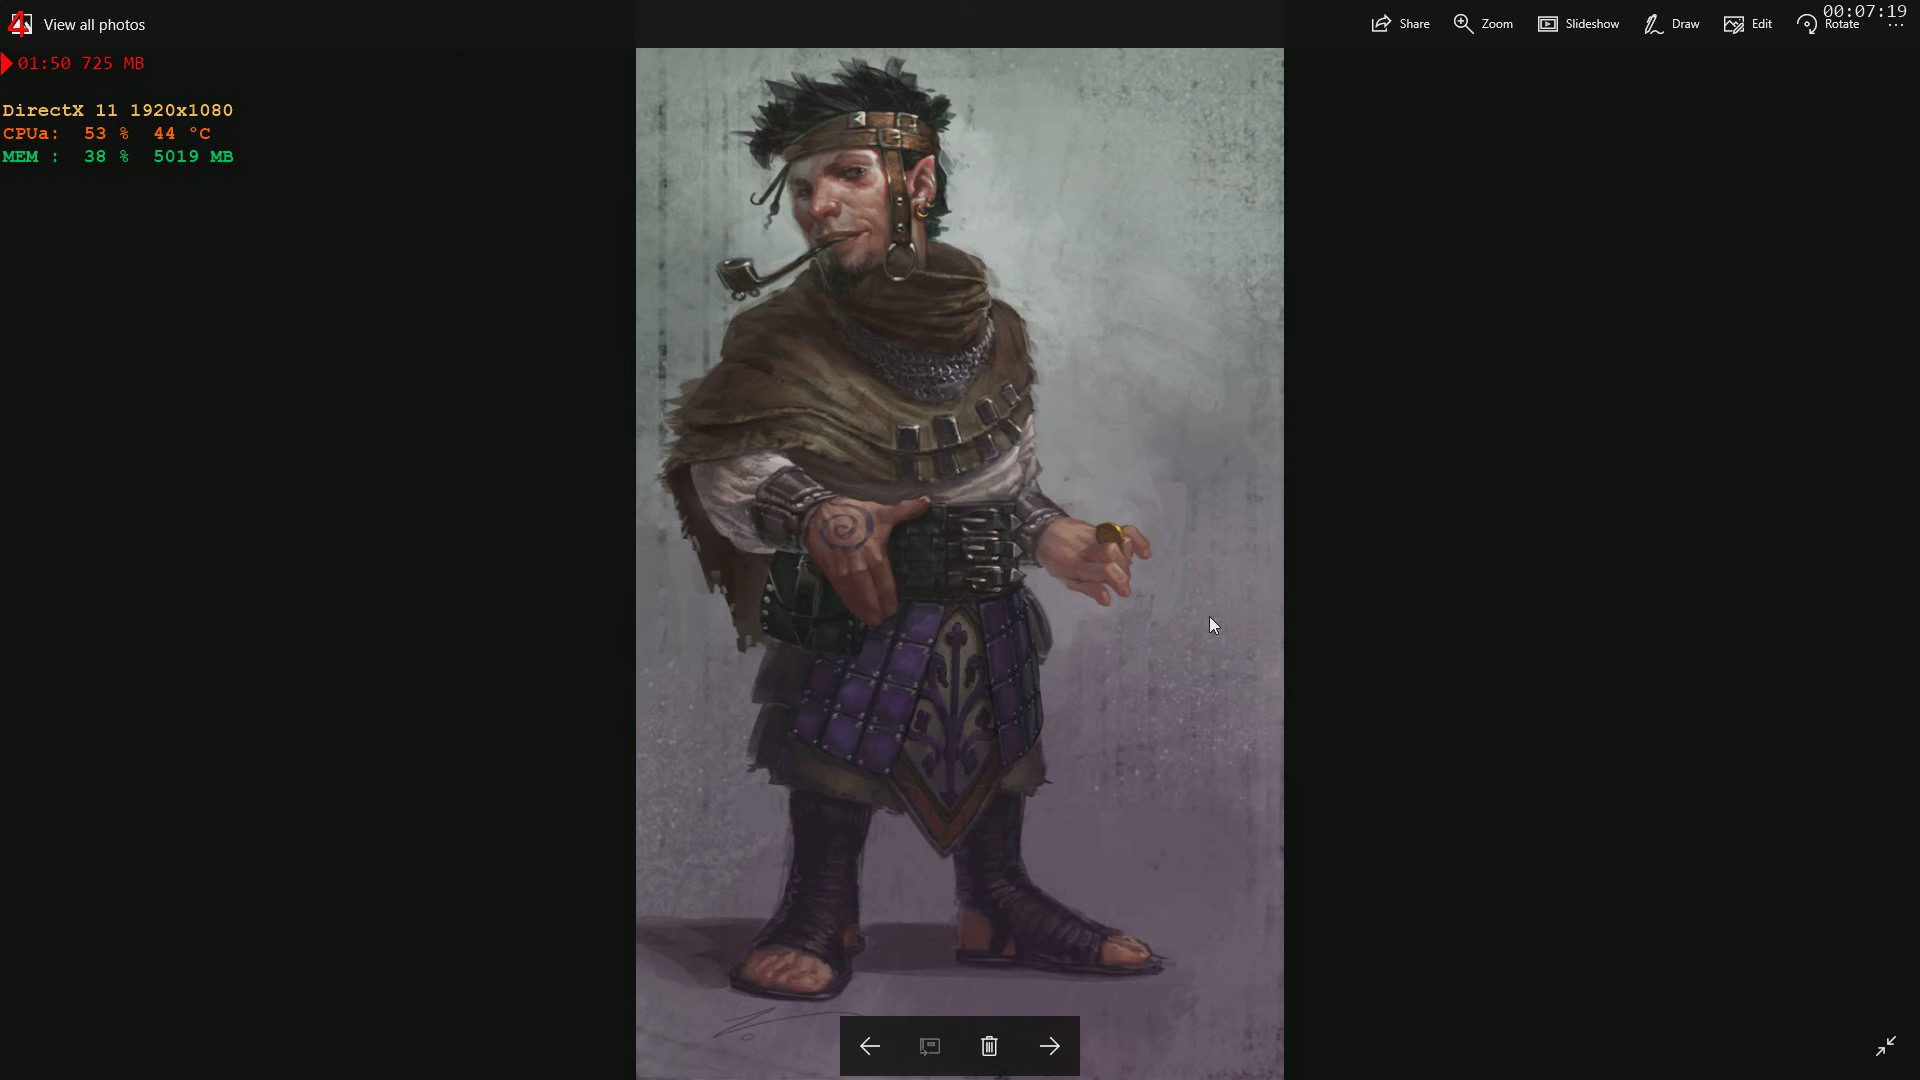 4 View all photos
Share Zoom Slideshow Draw Edit Rotate
00:07:19
01:50 725 MB
DirectX 11 1920x1080
CPUa: 53 % 44 °C
MEM : 38 % 5019 MB